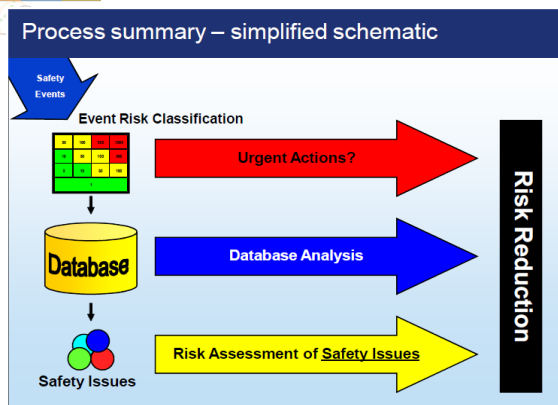 Process summary – simplified schematic
Safety
Events
Event Risk Classification
Urgent Actions?
Database
Database Analysis
Risk Assessment of Safety Issues
Safety Issues
Risk Reduction